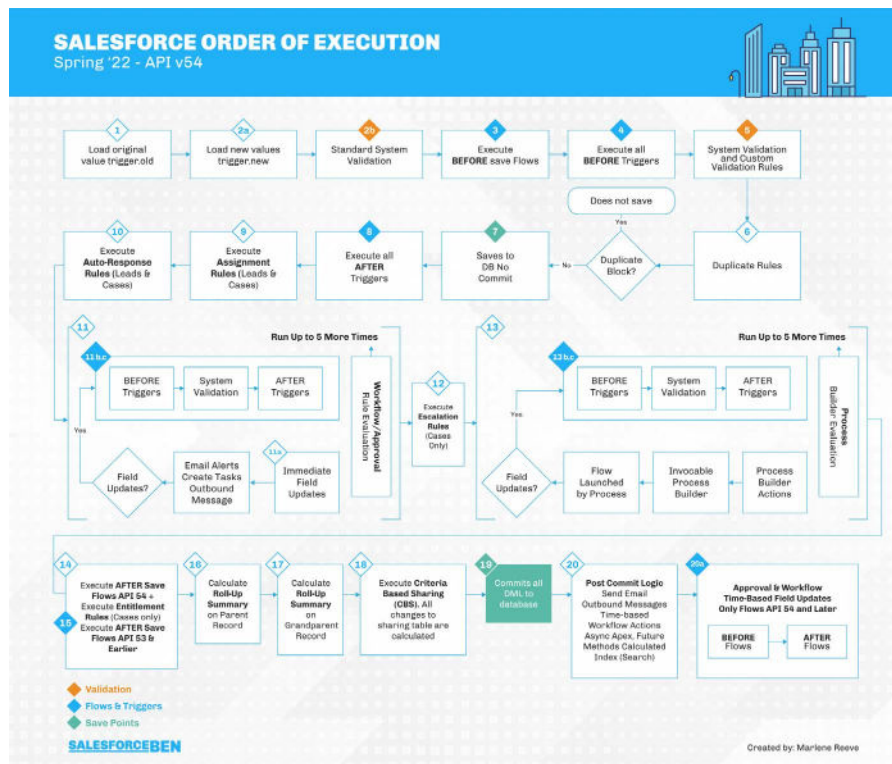 SALESFORCE ORDER OF EXECUTION
Spring '22 - API v54
1
Load original
value trigger.old
2a
Load new values
trigger.new
2b
Standard System
Validation
3
Execute
BEFORE save Flows
4
Execute all
BEFORE Triggers
5
System Validation
and Custom
Validation Rules
Does not save
Yes
10
Execute
Auto-Response
Rules (Leads &
Cases)
9
Execute
Assignment
Rules (Leads &
Cases)
8
Execute all
AFTER
Triggers
7
Saves to
DB No
Commit
No
Duplicate
Block?
6
Duplicate Rules
11
Run Up to 5 More Times
11 b,c
BEFORE
Triggers
System
Validation
AFTER
Triggers
Workflow/Approval
Rule Evaluation
Yes
Field
Updates?
Email Alerts
Create Tasks
Outbound
Message
11a
Immediate
Field
Updates
12
Execute
Escalation
Rules
(Cases
Only)
13
Run Up to 5 More Times
13 b,c
BEFORE
Triggers
System
Validation
AFTER
Triggers
Process
Builder Evaluation
Yes
Field
Updates?
Flow
Launched
by Process
Invocable
Process
Builder
Process
Builder
Actions
14
Execute AFTER Save
Flows API 54 +
Execute Entitlement
Rules (Cases only)
15
Execute AFTER Save
Flows API 53 &
Earlier
16
Calculate
Roll-Up
Summary
on Parent
Record
17
Calculate
Roll-Up
Summary
on Grandparent
Record
18
Execute Criteria
Based Sharing
(CBS). All
changes to
sharing table are
calculated
19
Commits all
DML to
database
20
Post Commit Logic
Send Email
Outbound Messages
Time-based
Workflow Actions
Async Apex, Future
Methods Calculated
Index (Search)
20a
Approval & Workflow
Time-Based Field Updates
Only Flows API 54 and Later
BEFORE
Flows
AFTER
Flows
Validation
Flows & Triggers
Save Points
SALESFORCEBEN
Created by: Marlene Reeve